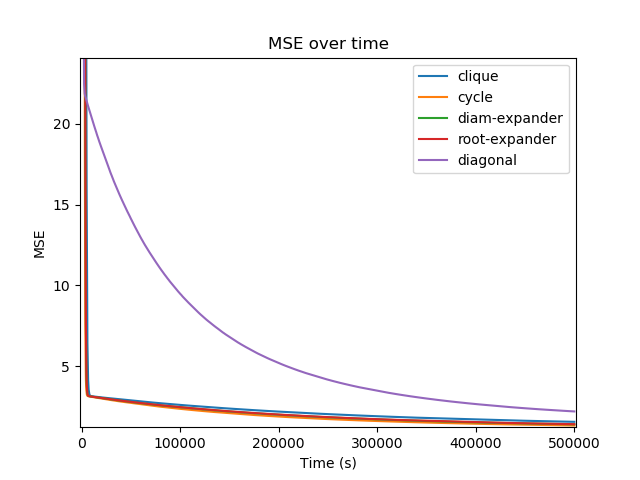 MSE over time
clique
cycle
diam-expander
root-expander
diagonal
20
15
10
5
MSE
0 100000 200000 300000 400000 500000
Time (s)